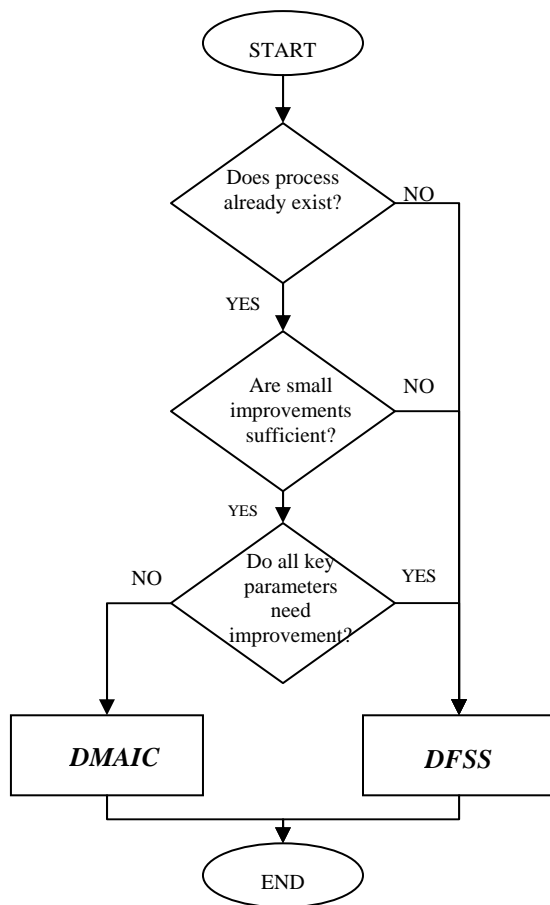 START
Does process
already exist?
NO
YES
Are small
improvements
sufficient?
NO
YES
Do all key
parameters
need
improvement?
NO
YES
DMAIC
DFSS
END